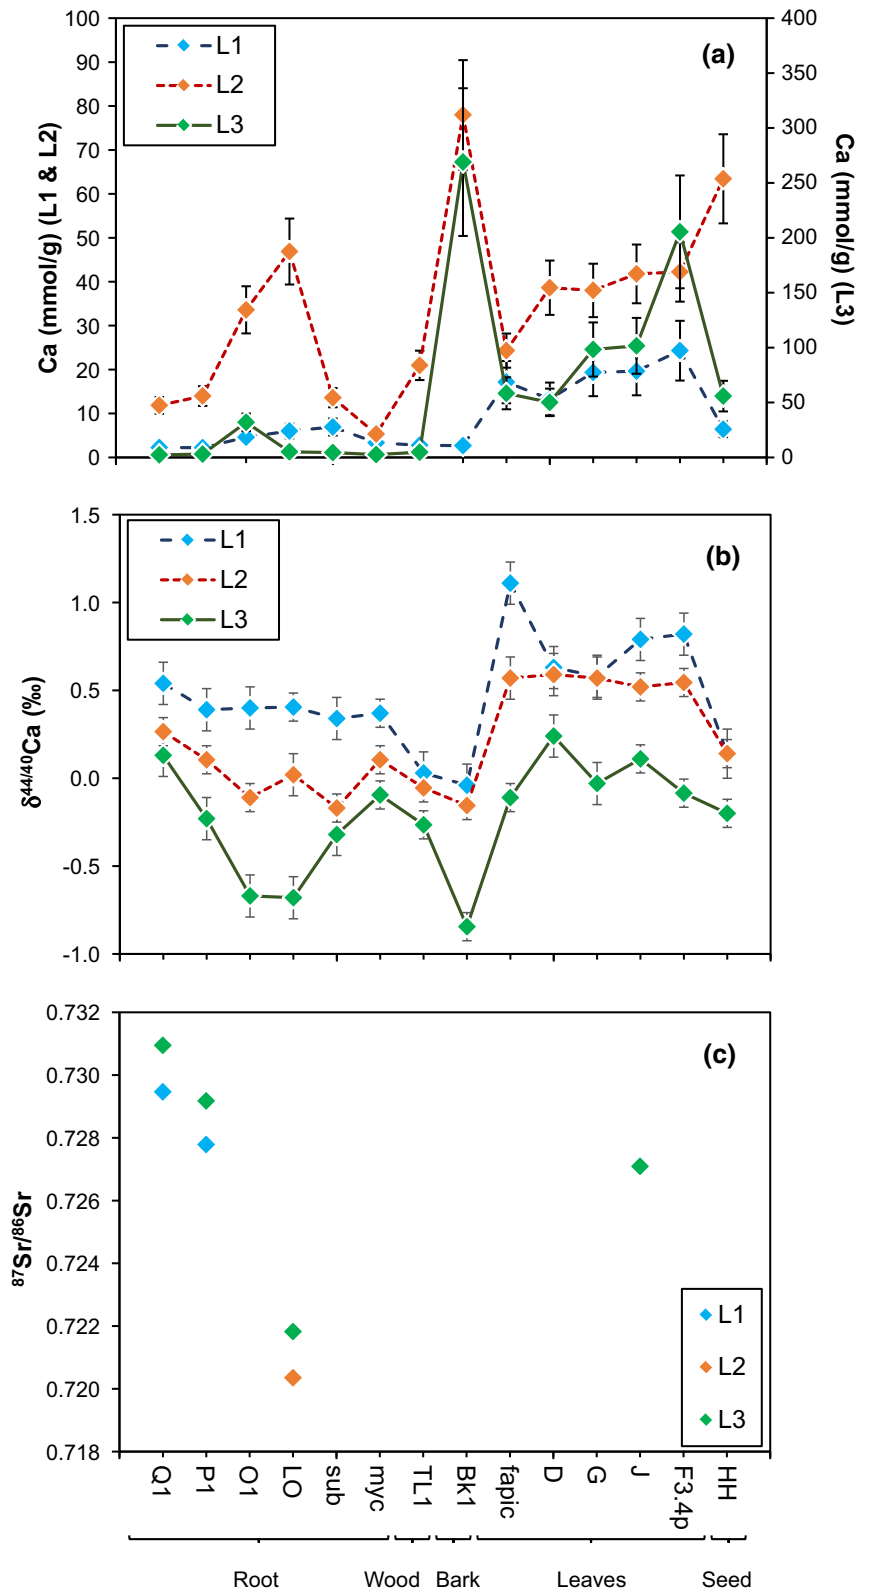 (a)
L1
L2
L3
Ca (mmol/g) (L1 & L2)
100
90
80
70
60
50
40
30
20
10
0
400
350
300
250
200
150
100
50
0
Ca (mmol/g) (L3)
(b)
L1
L2
L3
δ44/40Ca (‰)
1.5
1.0
0.5
0.0
-0.5
-1.0
(c)
87Sr/86Sr
0.732
0.730
0.728
0.726
0.724
0.722
0.720
0.718
L1
L2
L3
Q1
P1
O1
LO
sub
myc
TL1
Bk1
fapic
D
G
J
F3.4p
HH
Root Wood Bark Leaves Seed